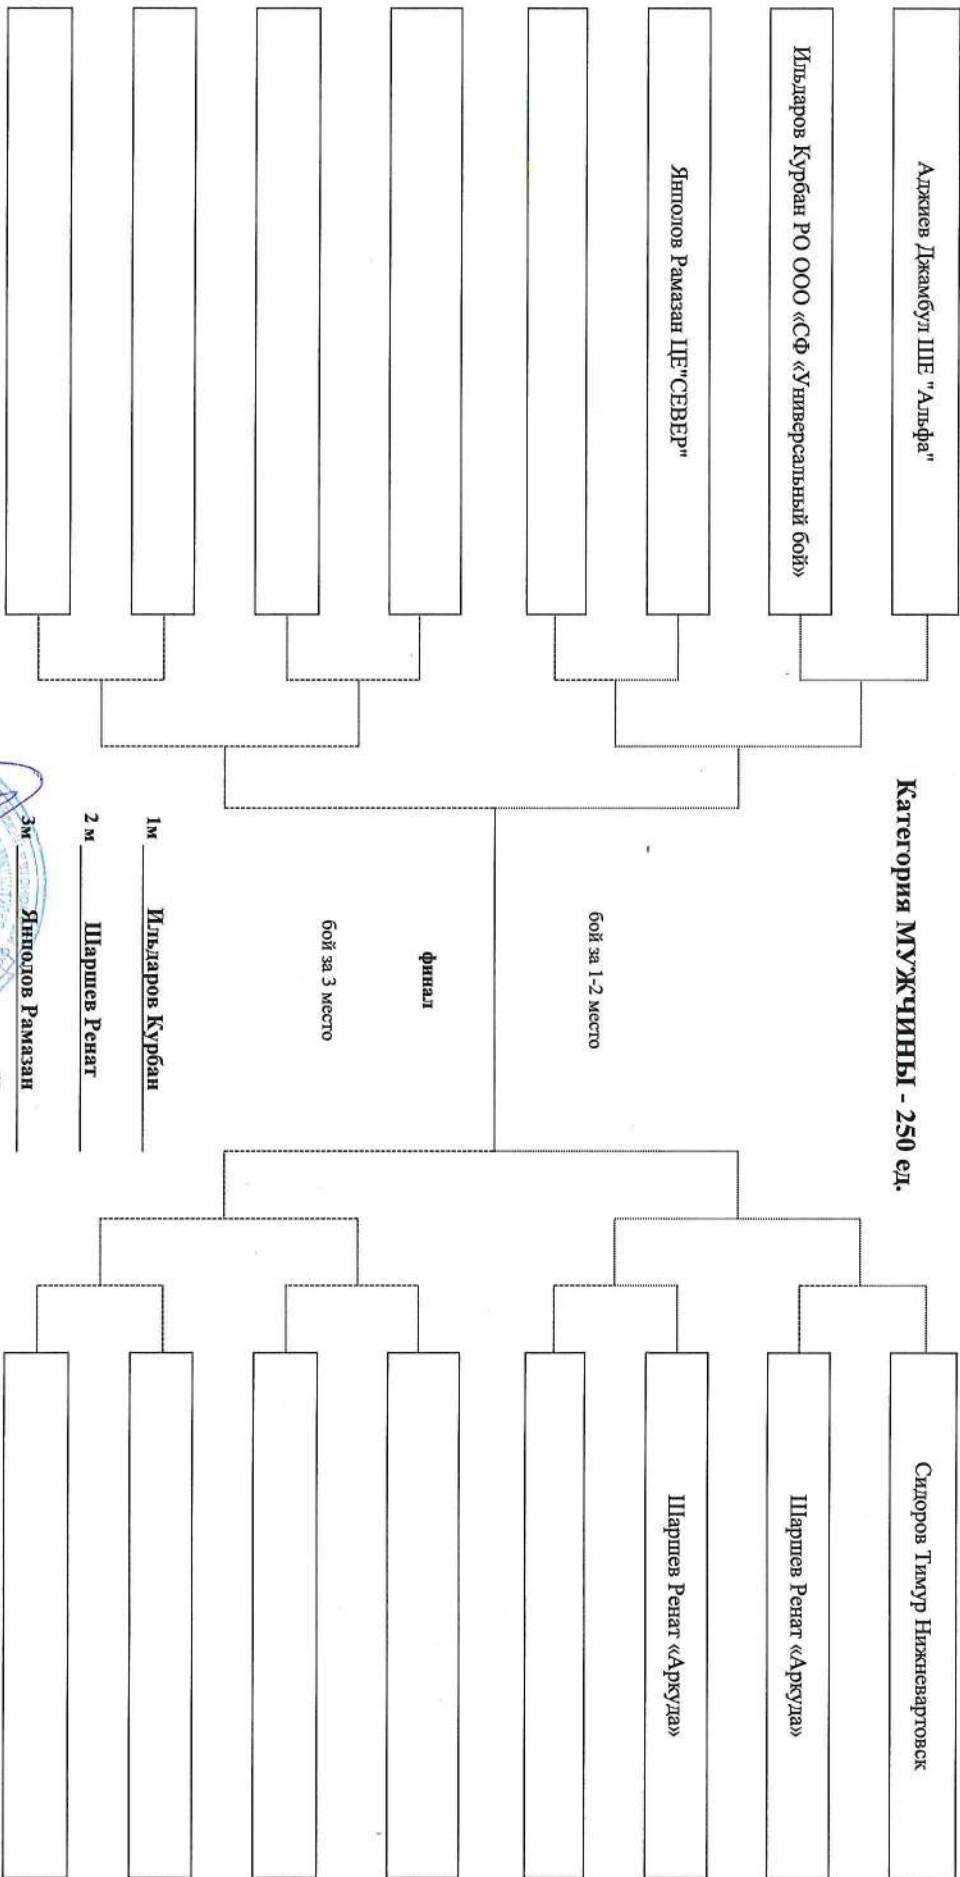 Категория МУЖЧИНЫ - 250 ед.
Аджиев Джамбул ШЕ "Альфа"
Ильдаров Курбан РО ООО «СФ «Универсальный бой»
Янполов Рамазан ЦЕ"СЕВЕР"
Сидоров Тимур Нижневартовск
Шаршев Ренат «Аркуда»
Шаршев Ренат «Аркуда»
бой за 1-2 место
финал
бой за 3 место
1м Ильдаров Курбан
2 м Шаршев Ренат
3м Янполов Рамазан